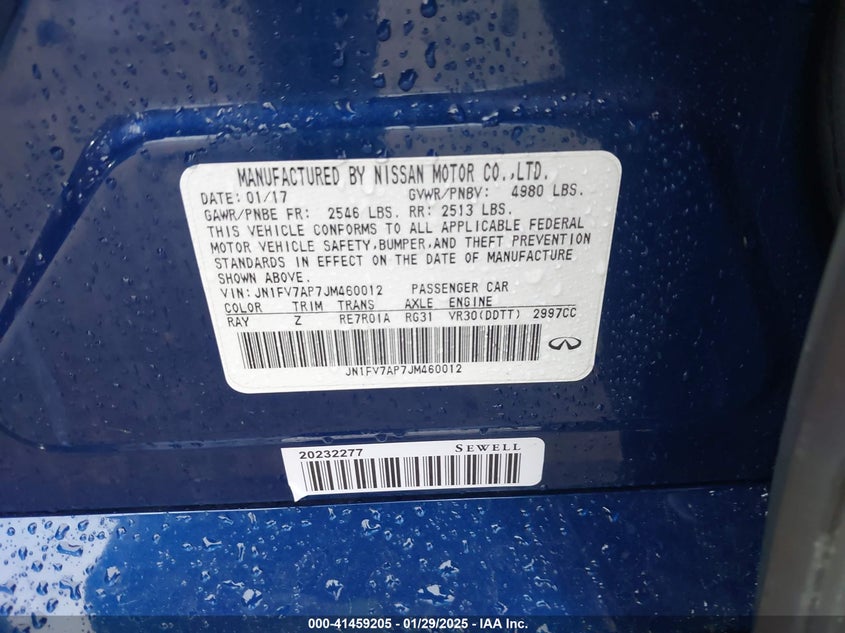 MANUFACTURED BY NISSAN MOTOR CO.,LTD.
DATE: 01/17 GVWR/PNBV: 4980 LBS.
GAWR/PNBE FR: 2546 LBS. RR: 2513 LBS.
THIS VEHICLE CONFORMS TO ALL APPLICABLE FEDERAL
MOTOR VEHICLE SAFETY,BUMPER,AND THEFT PREVENTION
STANDARDS IN EFFECT ON THE DATE OF MANUFACTURE
SHOWN ABOVE.
VIN: JN1FV7AP7JM460012 PASSENGER CAR
COLOR TRIM TRANS AXLE ENGINE
RAY Z RE7R01A RG31 VR30(DDTT) 2997CC
JN1FV7AP7JM460012
20232277 SEWELL
000-41459205 - 01/29/2025 - IAA Inc.